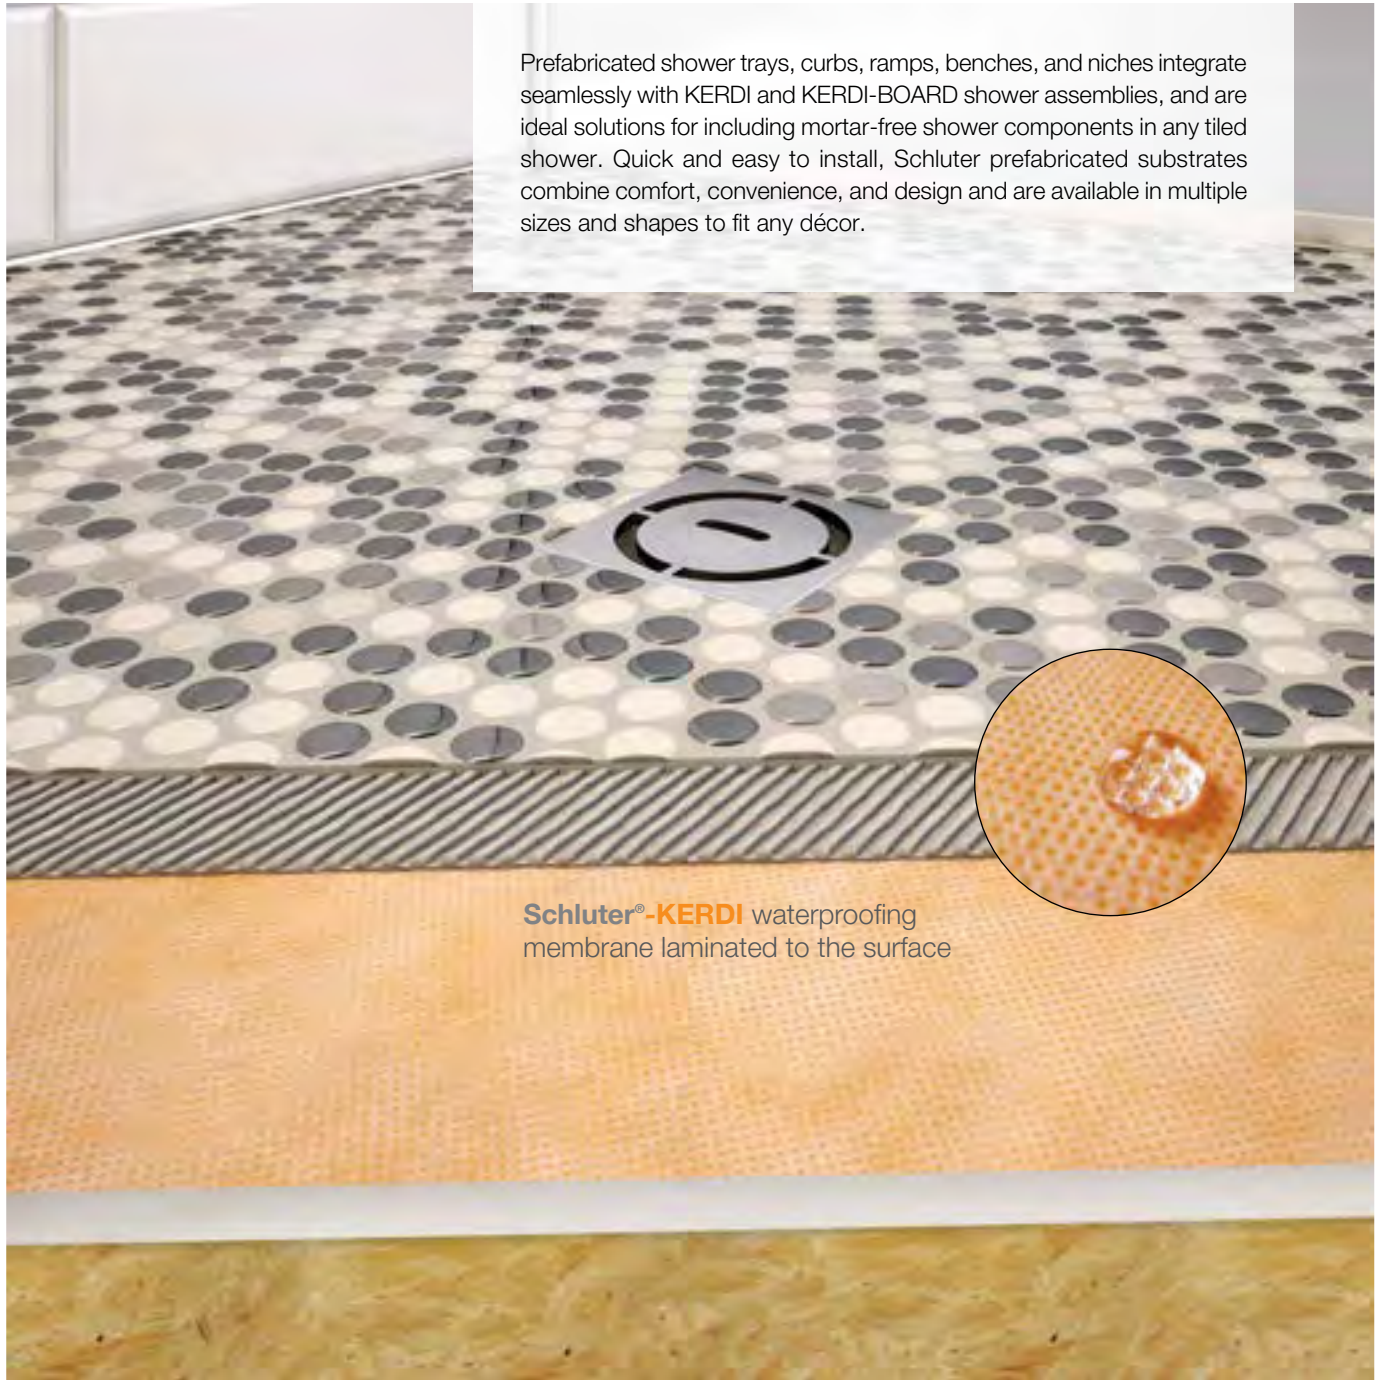 Prefabricated shower trays, curbs, ramps, benches, and niches integrate
seamlessly with KERDI and KERDI-BOARD shower assemblies, and are
ideal solutions for including mortar-free shower components in any tiled
shower. Quick and easy to install, Schluter prefabricated substrates
combine comfort, convenience, and design and are available in multiple
sizes and shapes to fit any décor.
Schluter®-KERDI waterproofing
membrane laminated to the surface